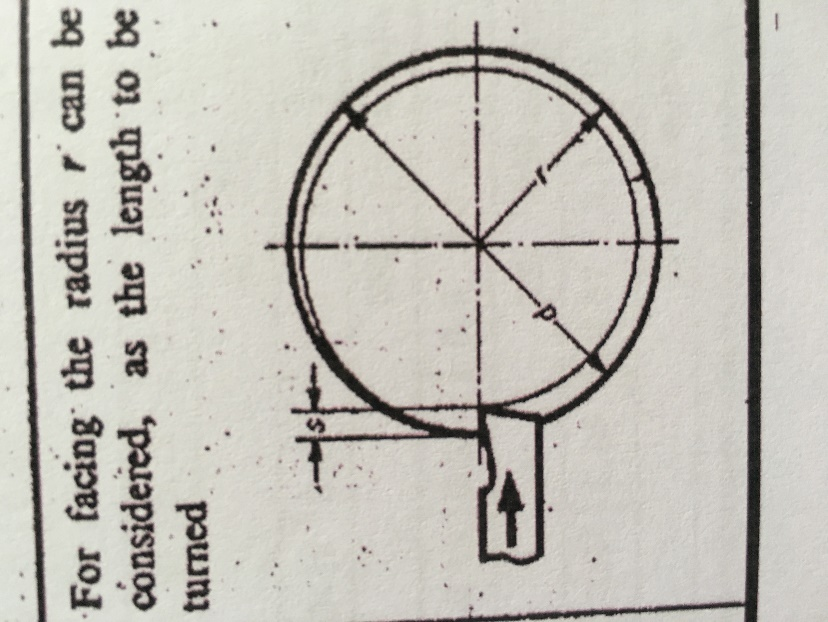 For facing the radius r can be
considered, as the length to be
turned
s
d
r